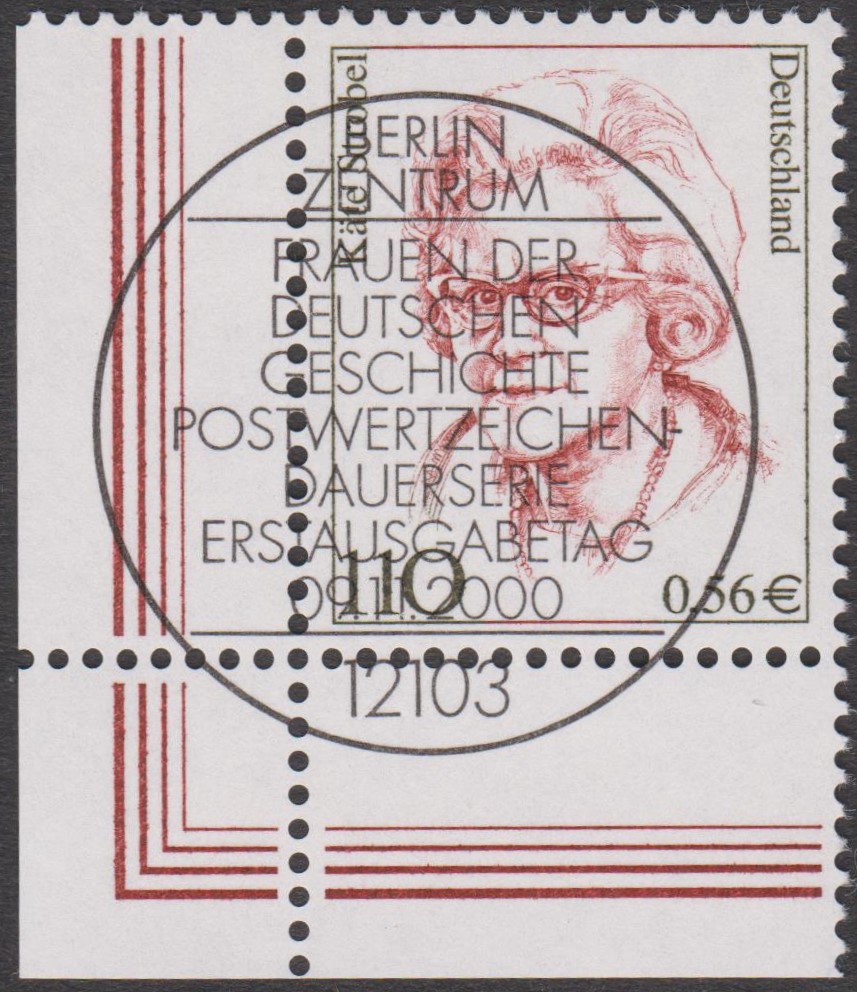 Käte Strobel
Deutschland
BERLIN
ZENTRUM
FRAUEN DER
DEUTSCHEN
GESCHICHTE
POSTWERTZEICHEN-
DAUERSERIE
ERSTAUSGABETAG
09.11.2000
12103
110
0,56 €